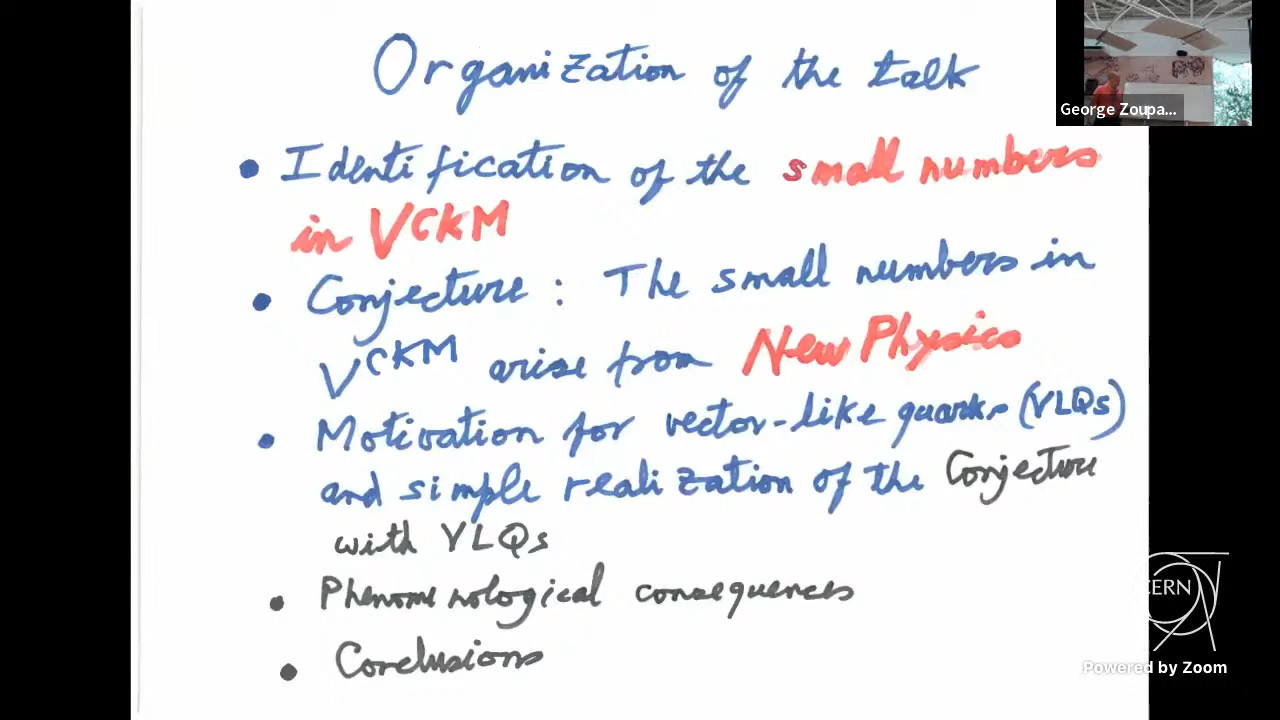 Organization of the talk
George Zoupa...
• Identification of the small numbers
in VCKM
• Conjecture : The small numbers in
VCKM arise from New Physics
• Motivation for vector-like quarks (VLQs)
and simple realization of the Conjecture
with VLQs
• Phenomenological consequences
• Conclusions
CERN
Powered by Zoom